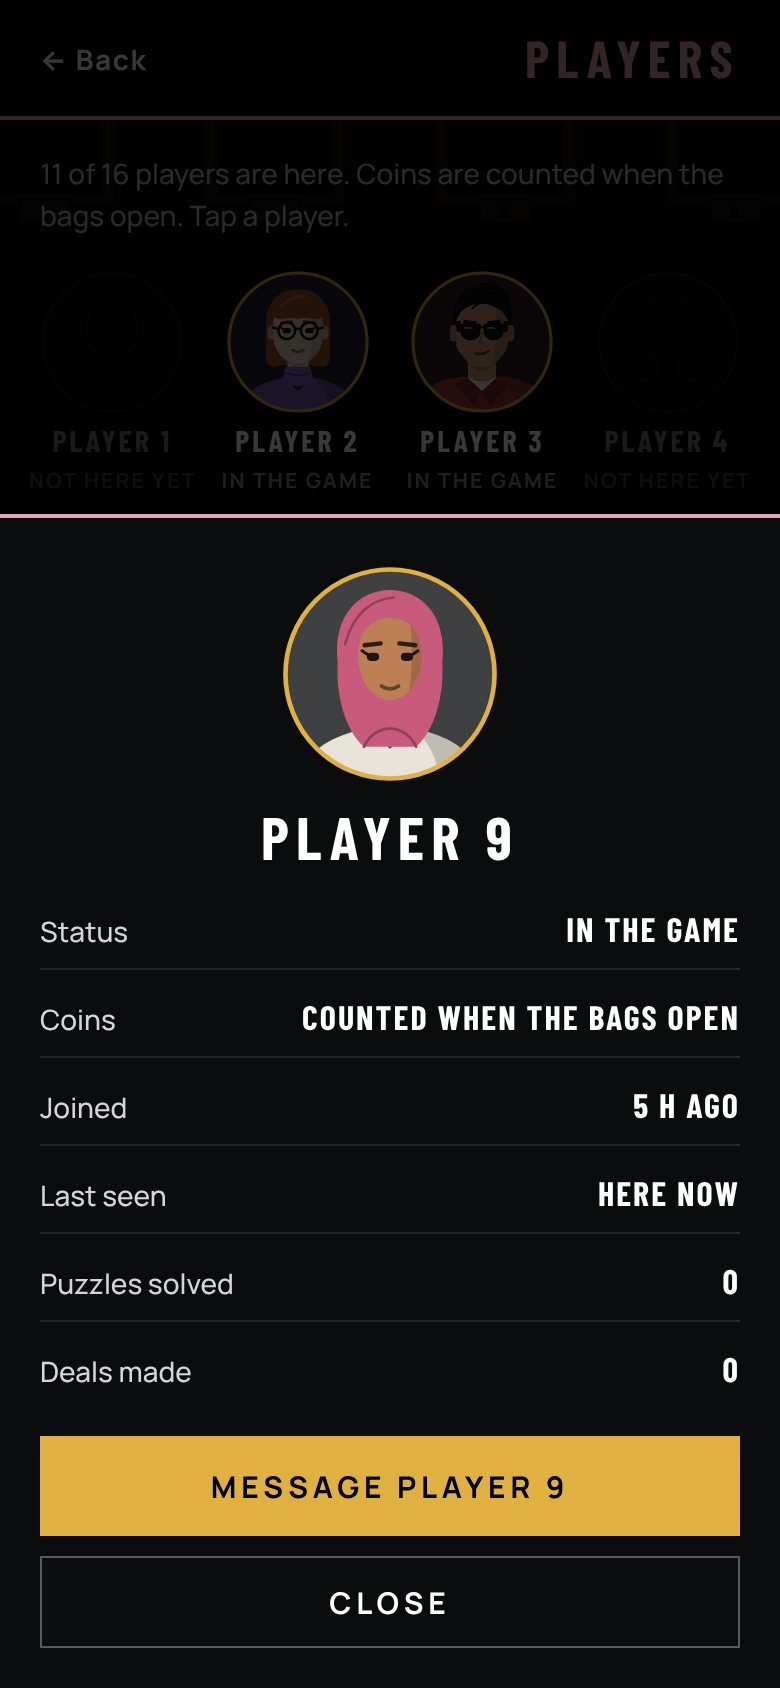 ← Back
PLAYERS
11 of 16 players are here. Coins are counted when the
bags open. Tap a player.
PLAYER 1
PLAYER 2
PLAYER 3
PLAYER 4
NOT HERE YET
IN THE GAME
IN THE GAME
NOT HERE YET
PLAYER 9
Status
IN THE GAME
Coins
COUNTED WHEN THE BAGS OPEN
Joined
5 H AGO
Last seen
HERE NOW
Puzzles solved
0
Deals made
0
MESSAGE PLAYER 9
CLOSE